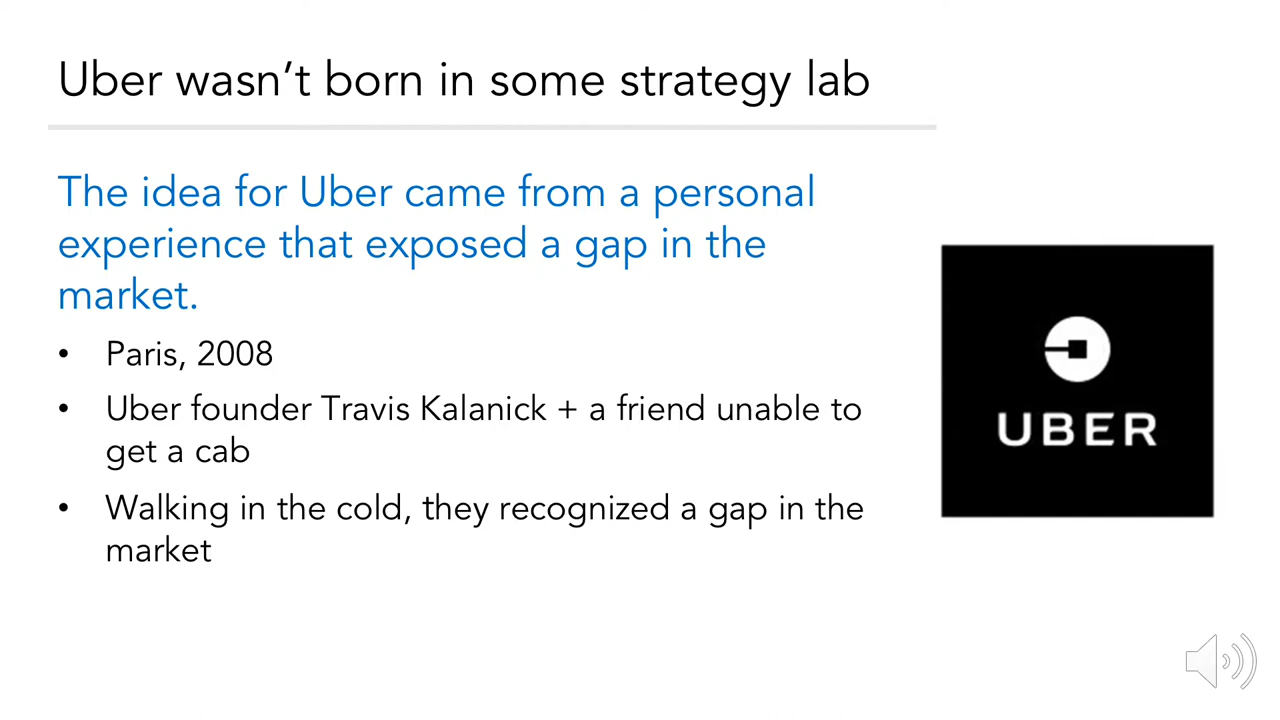 Uber wasn’t born in some strategy lab
The idea for Uber came from a personal
experience that exposed a gap in the
market.
• Paris, 2008
• Uber founder Travis Kalanick + a friend unable to
get a cab
• Walking in the cold, they recognized a gap in the
market
UBER